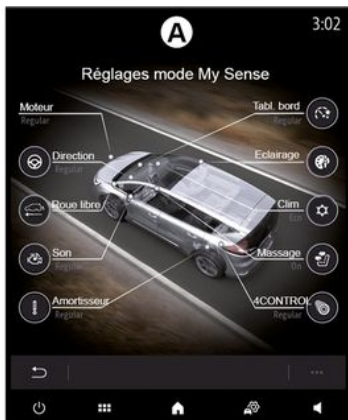 A
3:02
Réglages mode My Sense
Moteur
Regular
Tabl. bord
Regular
Direction
Regular
Eclairage
Roue libre
Regular
Clim
Eco
Son
Regular
Massage
On
Amortisseur
Regular
4CONTROL
Regular